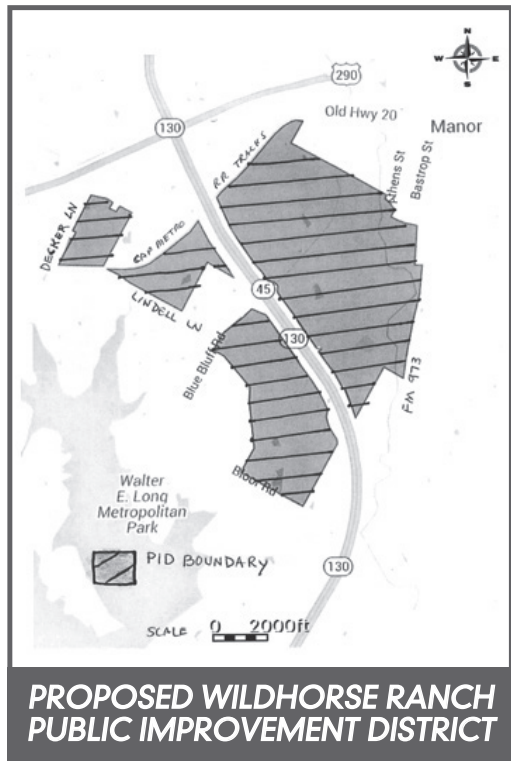 N
W E
S
290
Old Hwy 20
Manor
130
RR TRACKS
Athens St
Bastrop St
DECKER LN
CAP METRO
LINDELL LN
45
130
Blue Bluff Rd
FM 973
Bloor Rd
Walter
E. Long
Metropolitan
Park
PID BOUNDARY
130
SCALE 0 2000ft
PROPOSED WILDHORSE RANCH
PUBLIC IMPROVEMENT DISTRICT